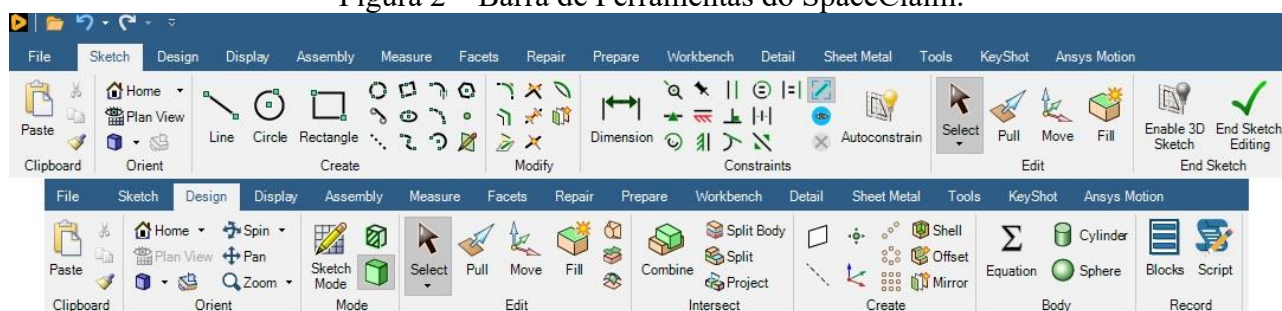 Figura 2 – Barra de Ferramentas do SpaceClaim.
File Sketch Design Display Assembly Measure Facets Repair Prepare Workbench Detail Sheet Metal Tools KeyShot Ansys Motion
Home
Plan View
Paste
Line Circle Rectangle
Dimension
Autoconstrain
Select Pull Move Fill
Enable 3D Sketch
End Sketch Editing
Clipboard Orient Create Modify Constraints Edit End Sketch
File Sketch Design Display Assembly Measure Facets Repair Prepare Workbench Detail Sheet Metal Tools KeyShot Ansys Motion
Home Spin Split Body Shell Cylinder
Plan View Pan Split Offset
Zoom Project Mirror Sphere
Paste Sketch Mode Select Pull Move Fill Combine Equation Blocks Script
Clipboard Orient Mode Edit Intersect Create Body Record